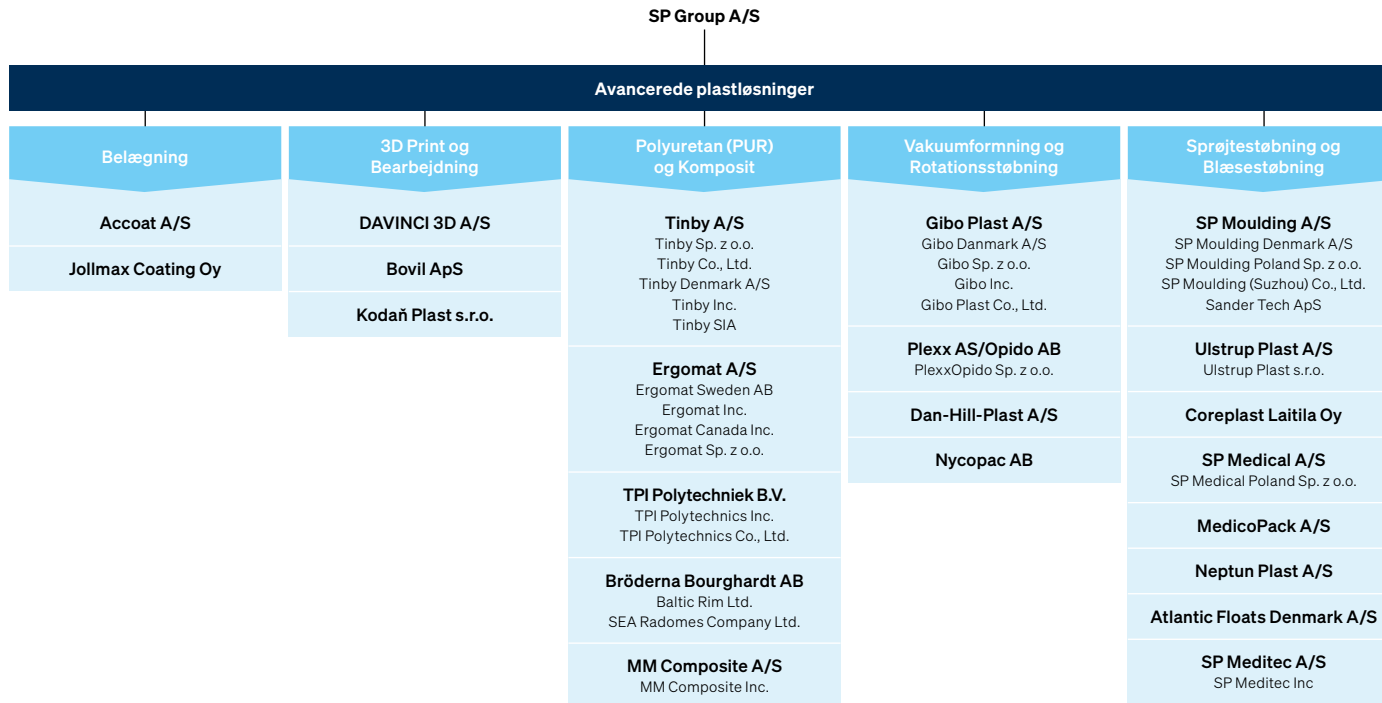 SP Group A/S
Avancerede plastløsninger
Belægning
Accoat A/S
Jollmax Coating Oy
3D Print og
Bearbejdning
DAVINCI 3D A/S
Bovil ApS
Kodaň Plast s.r.o.
Polyuretan (PUR)
og Komposit
Tinby A/S
Tinby Sp. z o.o.
Tinby Co., Ltd.
Tinby Denmark A/S
Tinby Inc.
Tinby SIA
Ergomat A/S
Ergomat Sweden AB
Ergomat Inc.
Ergomat Canada Inc.
Ergomat Sp. z o.o.
TPI Polytechniek B.V.
TPI Polytechnics Inc.
TPI Polytechnics Co., Ltd.
Bröderna Bourghardt AB
Baltic Rim Ltd.
SEA Radomes Company Ltd.
MM Composite A/S
MM Composite Inc.
Vakuumformning og
Rotationsstøbning
Gibo Plast A/S
Gibo Danmark A/S
Gibo Sp. z o.o.
Gibo Inc.
Gibo Plast Co., Ltd.
Plexx AS/Opido AB
PlexxOpido Sp. z o.o.
Dan-Hill-Plast A/S
Nycopac AB
Sprøjtestøbning og
Blæsestøbning
SP Moulding A/S
SP Moulding Denmark A/S
SP Moulding Poland Sp. z o.o.
SP Moulding (Suzhou) Co., Ltd.
Sander Tech ApS
Ulstrup Plast A/S
Ulstrup Plast s.r.o.
Coreplast Laitila Oy
SP Medical A/S
SP Medical Poland Sp. z o.o.
MedicoPack A/S
Neptun Plast A/S
Atlantic Floats Denmark A/S
SP Meditec A/S
SP Meditec Inc